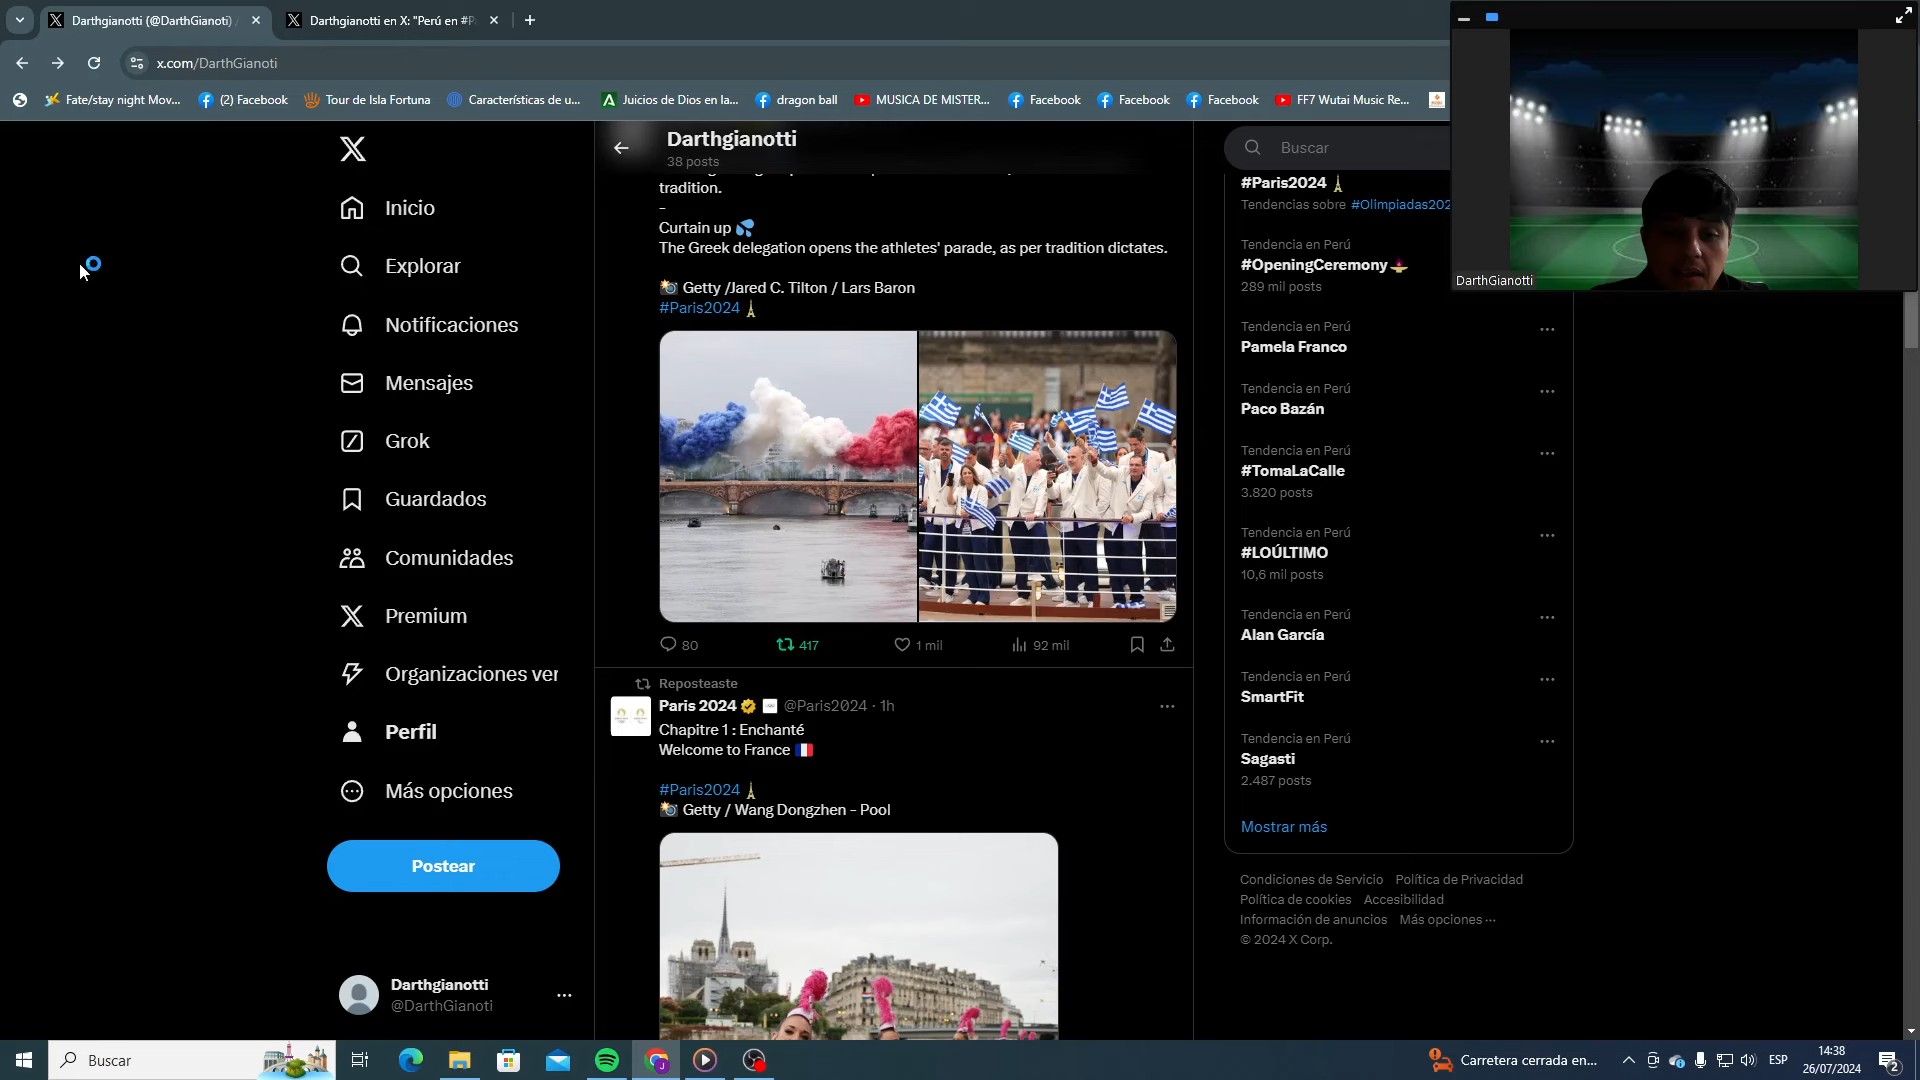 Darthgianotti (@DarthGianoti)
Darthgianotti en X: "Perú en #P
x.com/DarthGianoti
Fate/stay night Mov...
(2) Facebook
Tour de Isla Fortuna
Características de u...
Juicios de Dios en la...
dragon ball
MUSICA DE MISTER...
Facebook
Facebook
Facebook
FF7 Wutai Music Re...
DarthGianotti
Inicio
Explorar
Notificaciones
Mensajes
Grok
Guardados
Comunidades
Premium
Organizaciones ver
Perfil
Más opciones
Postear
Darthgianotti
@DarthGianoti
Darthgianotti
38 posts
tradition.
–
Curtain up 💦
The Greek delegation opens the athletes' parade, as per tradition dictates.
📸 Getty /Jared C. Tilton / Lars Baron
#Paris2024
80
417
1 mil
92 mil
Reposteaste
Paris 2024 @Paris2024 · 1h
Chapitre 1 : Enchanté
Welcome to France 🇫🇷
#Paris2024
📸 Getty / Wang Dongzhen - Pool
Buscar
#Paris2024
Tendencias sobre #Olimpiadas202
Tendencia en Perú
#OpeningCeremony
289 mil posts
Tendencia en Perú
Pamela Franco
Tendencia en Perú
Paco Bazán
Tendencia en Perú
#TomaLaCalle
3.820 posts
Tendencia en Perú
#LOÚLTIMO
10,6 mil posts
Tendencia en Perú
Alan García
Tendencia en Perú
SmartFit
Tendencia en Perú
Sagasti
2.487 posts
Mostrar más
Condiciones de Servicio Política de Privacidad
Política de cookies Accesibilidad
Información de anuncios Más opciones ···
© 2024 X Corp.
Buscar
Carretera cerrada en...
ESP
14:38
26/07/2024
2